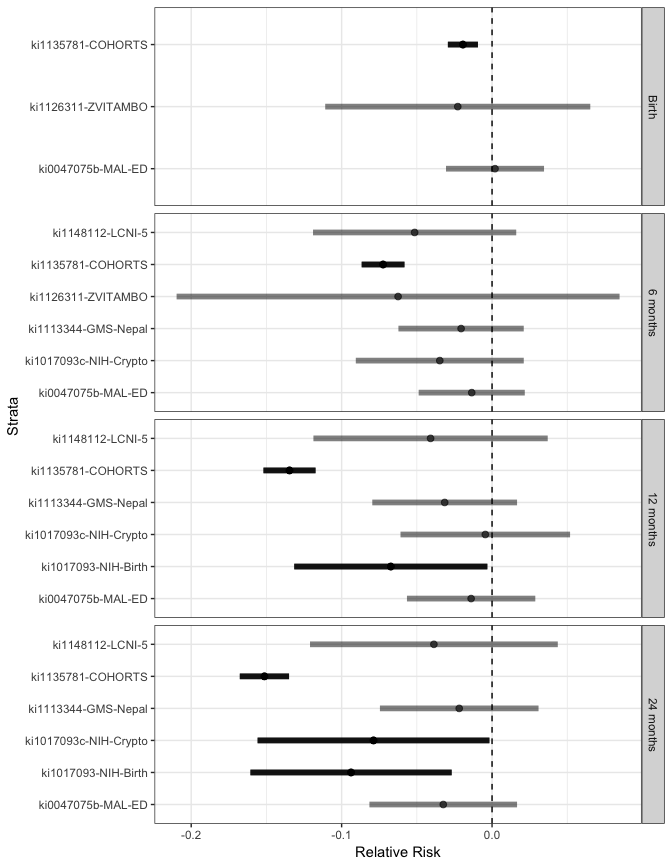 Strata
Birth
ki1135781-COHORTS
ki1126311-ZVITAMBO
ki0047075b-MAL-ED
6 months
ki1148112-LCNI-5
ki1135781-COHORTS
ki1126311-ZVITAMBO
ki1113344-GMS-Nepal
ki1017093c-NIH-Crypto
ki0047075b-MAL-ED
12 months
ki1148112-LCNI-5
ki1135781-COHORTS
ki1113344-GMS-Nepal
ki1017093c-NIH-Crypto
ki1017093-NIH-Birth
ki0047075b-MAL-ED
24 months
ki1148112-LCNI-5
ki1135781-COHORTS
ki1113344-GMS-Nepal
ki1017093c-NIH-Crypto
ki1017093-NIH-Birth
ki0047075b-MAL-ED
-0.2 -0.1 0.0
Relative Risk